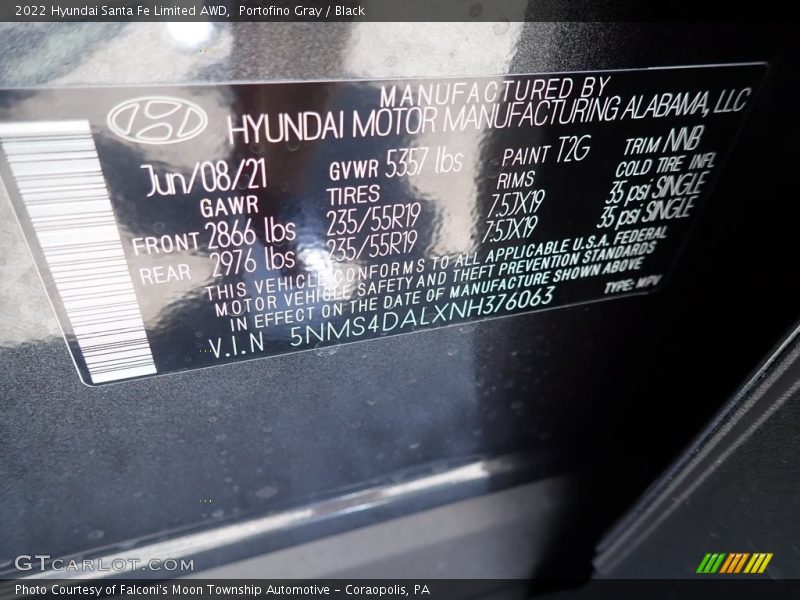 2022 Hyundai Santa Fe Limited AWD, Portofino Gray / Black
MANUFACTURED BY
HYUNDAI MOTOR MANUFACTURING ALABAMA, LLC
Jun/08/21 GVWR 5357 lbs PAINT T2G TRIM NNB
GAWR TIRES RIMS COLD TIRE INFL
FRONT 2866 lbs 235/55R19 7.5JX19 35 psi SINGLE
REAR 2976 lbs 235/55R19 7.5JX19 35 psi SINGLE
THIS VEHICLE CONFORMS TO ALL APPLICABLE U.S.A. FEDERAL
MOTOR VEHICLE SAFETY AND THEFT PREVENTION STANDARDS
IN EFFECT ON THE DATE OF MANUFACTURE SHOWN ABOVE
V.I.N 5NMS4DALXNH376063 TYPE: MPV
GTCARLOT.COM
Photo Courtesy of Falconi's Moon Township Automotive - Coraopolis, PA